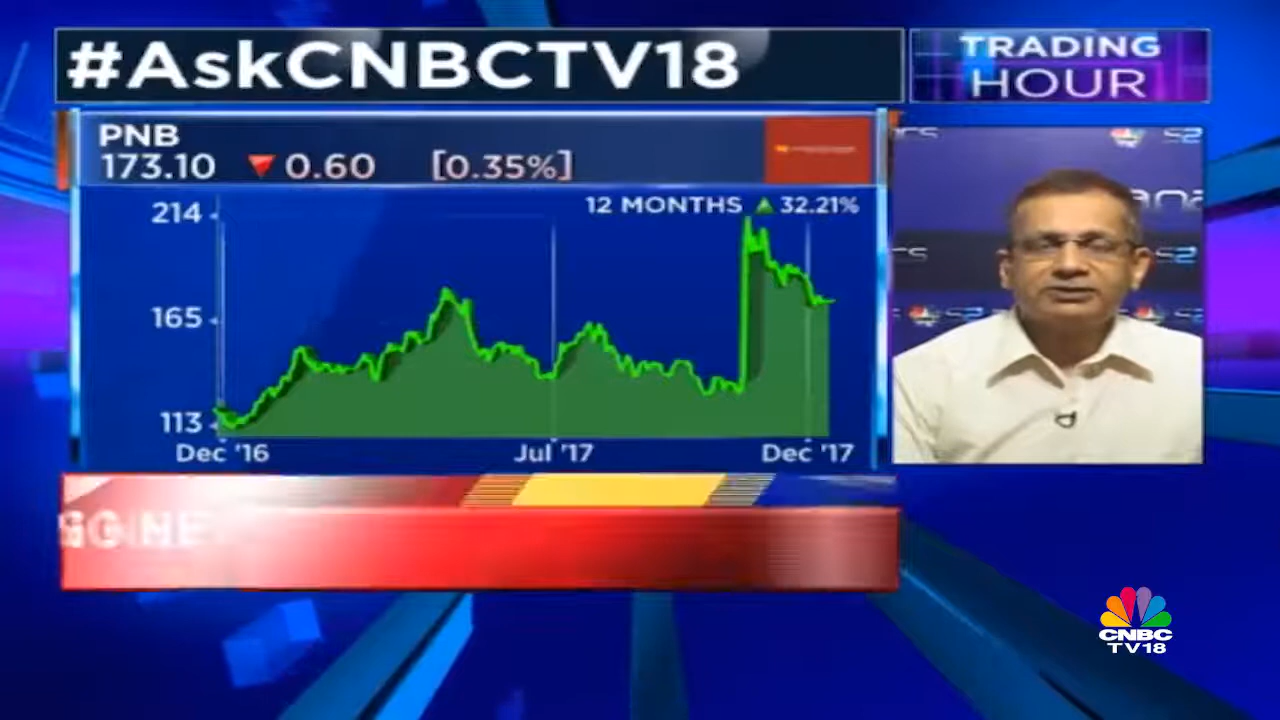 #AskCNBCTV18
TRADING
HOUR
PNB
173.10 ▼ 0.60 [0.35%]
12 MONTHS ▲ 32.21%
214
165
113
Dec '16 Jul '17 Dec '17
CNBC
TV18